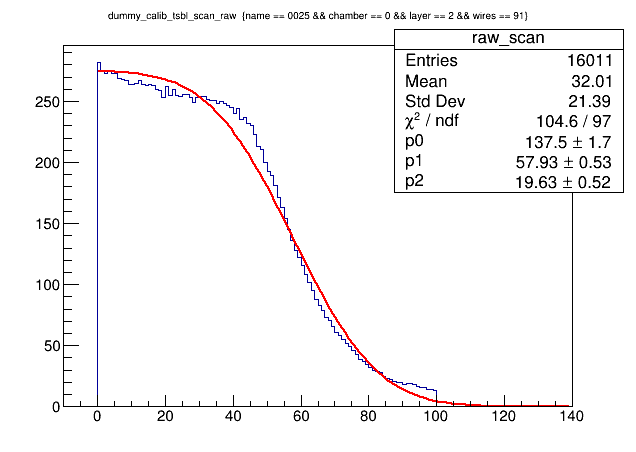 dummy_calib_tsbl_scan_raw {name == 0025 && chamber == 0 && layer == 2 && wires == 91}
raw_scan
Entries 16011
Mean 32.01
Std Dev 21.39
χ² / ndf 104.6 / 97
p0 137.5 ± 1.7
p1 57.93 ± 0.53
p2 19.63 ± 0.52
250
200
150
100
50
0
0 20 40 60 80 100 120 140